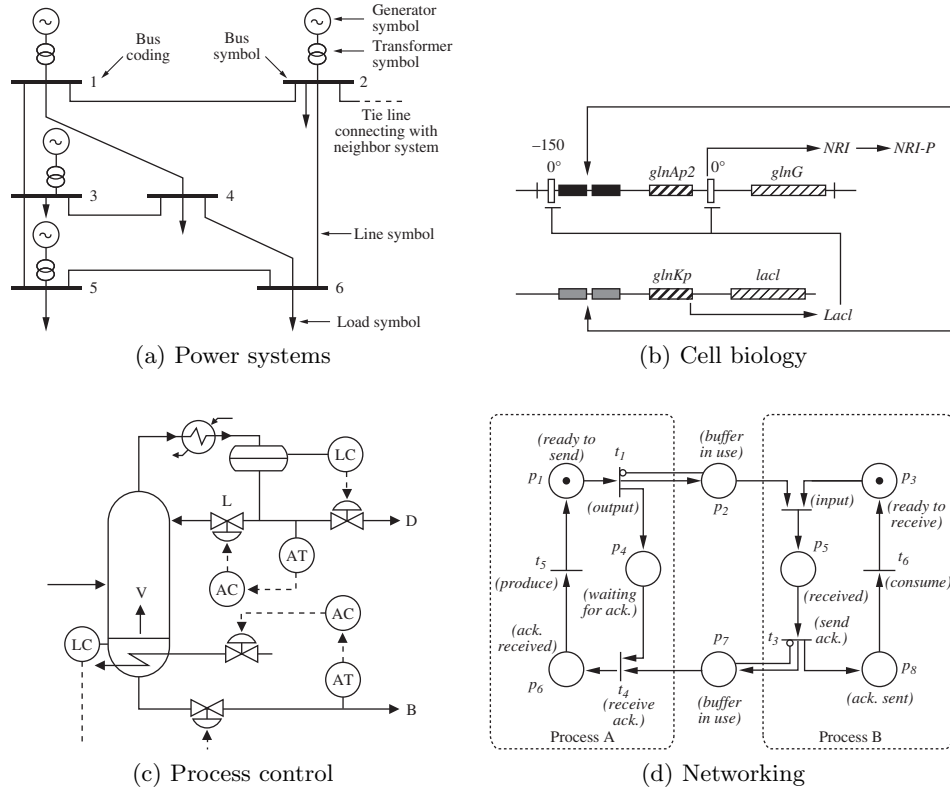 Generator
symbol
Transformer
symbol
Bus
coding
Bus
symbol
1
2
Tie line
connecting with
neighbor system
3
4
Line symbol
5
6
Load symbol
(a) Power systems
–150
0°
0°
NRI
NRI-P
glnAp2
glnG
glnKp
lacl
Lacl
(b) Cell biology
LC
L
D
AT
AC
AC
V
LC
AT
B
(c) Process control
(ready to
send)
t1
(buffer
in use)
p1
p2
p3
(output)
(input)
(ready to
receive)
p4
p5
t5
t6
(produce)
(waiting
for ack.)
(received)
(consume)
(ack.
received)
(send
ack.)
p7
t3
p6
t4
p8
(receive
ack.)
(buffer
in use)
(ack. sent)
Process A
Process B
(d) Networking